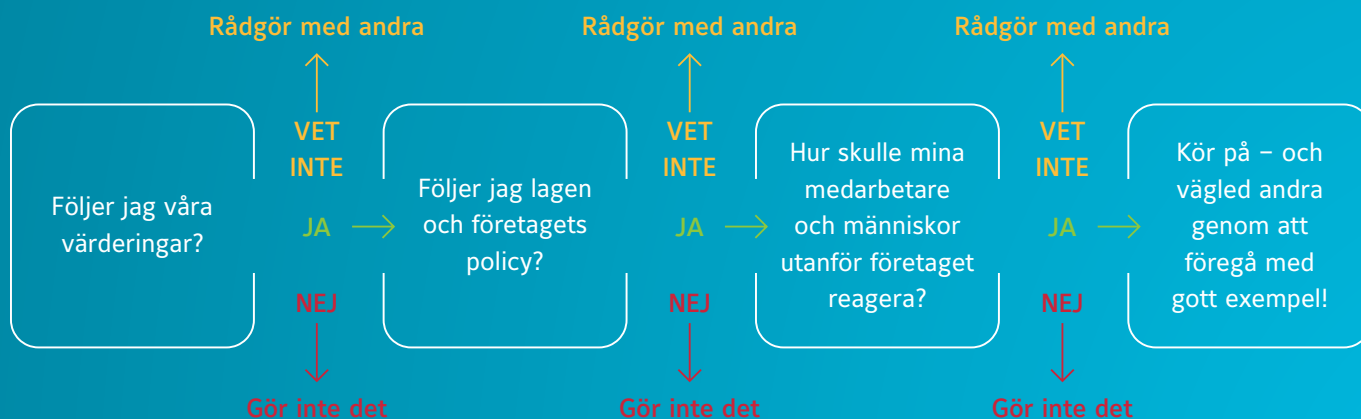 Rådgör med andra
Rådgör med andra
Rådgör med andra
Följer jag våra
värderingar?
VET
INTE
JA
NEJ
Gör inte det
Följer jag lagen
och företagets
policy?
VET
INTE
JA
NEJ
Gör inte det
Hur skulle mina
medarbetare
och människor
utanför företaget
reagera?
VET
INTE
JA
NEJ
Gör inte det
Kör på – och
vägled andra
genom att
föregå med
gott exempel!